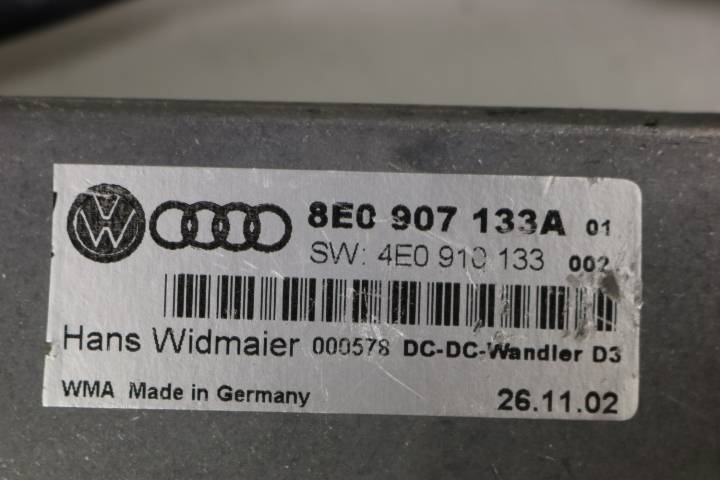 8E0 907 133A 01
SW: 4E0 910 133 002
Hans Widmaier 000578 DC-DC-Wandler D3
WMA Made in Germany 26.11.02